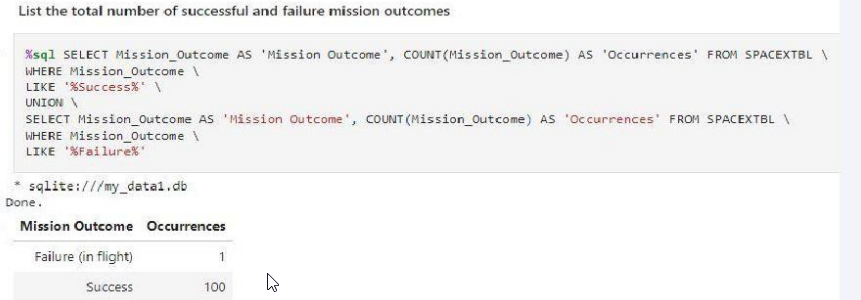 List the total number of successful and failure mission outcomes
%sql SELECT Mission_Outcome AS 'Mission Outcome', COUNT(Mission_Outcome) AS 'Occurrences' FROM SPACEXTBL \
WHERE Mission_Outcome \
LIKE '%Success%' \
UNION \
SELECT Mission_Outcome AS 'Mission Outcome', COUNT(Mission_Outcome) AS 'Occurrences' FROM SPACEXTBL \
WHERE Mission_Outcome \
LIKE '%Failure%'
* sqlite:///my_data1.db
Done.
Mission Outcome Occurrences
Failure (in flight) 1
Success 100